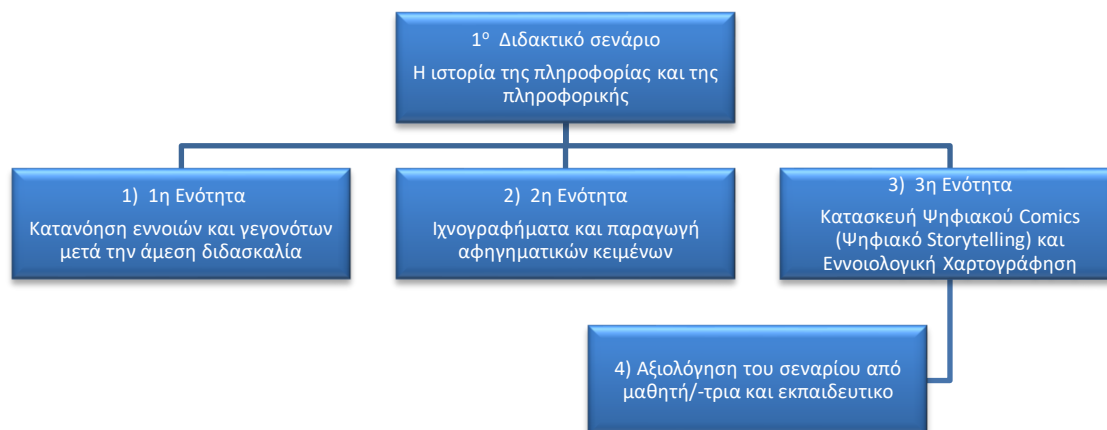 1ο Διδακτικό σενάριο
Η ιστορία της πληροφορίας και της
πληροφορικής
1) 1η Ενότητα
Κατανόηση εννοιών και γεγονότων
μετά την άμεση διδασκαλία
2) 2η Ενότητα
Ιχνογραφήματα και παραγωγή
αφηγηματικών κειμένων
3) 3η Ενότητα
Κατασκευή Ψηφιακού Comics
(Ψηφιακό Storytelling) και
Εννοιολογική Χαρτογράφηση
4) Αξιολόγηση του σεναρίου από
μαθητή/-τρια και εκπαιδευτικο